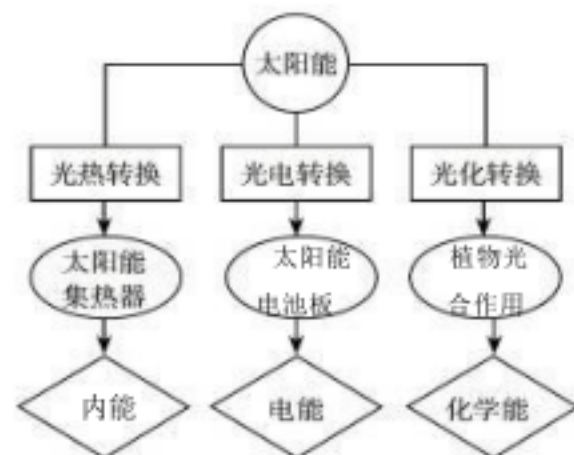 太阳能
光热转换
光电转换
光化转换
太阳能
集热器
太阳能
电池板
植物光
合作用
内能
电能
化学能